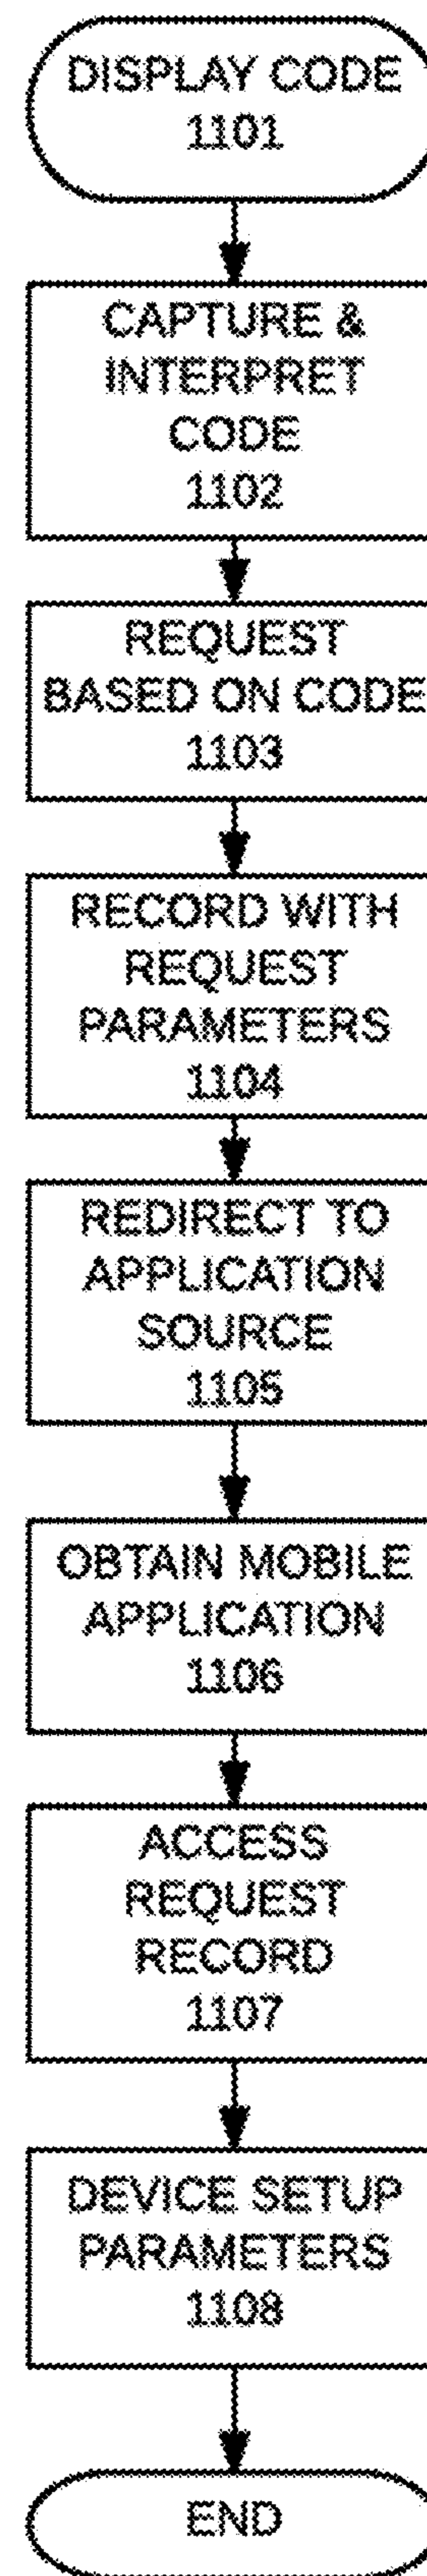 DISPLAY CODE
1101
CAPTURE &
INTERPRET
CODE
1102
REQUEST
BASED ON CODE
1103
RECORD WITH
REQUEST
PARAMETERS
1104
REDIRECT TO
APPLICATION
SOURCE
1105
OBTAIN MOBILE
APPLICATION
1106
ACCESS
REQUEST
RECORD
1107
DEVICE SETUP
PARAMETERS
1108
END